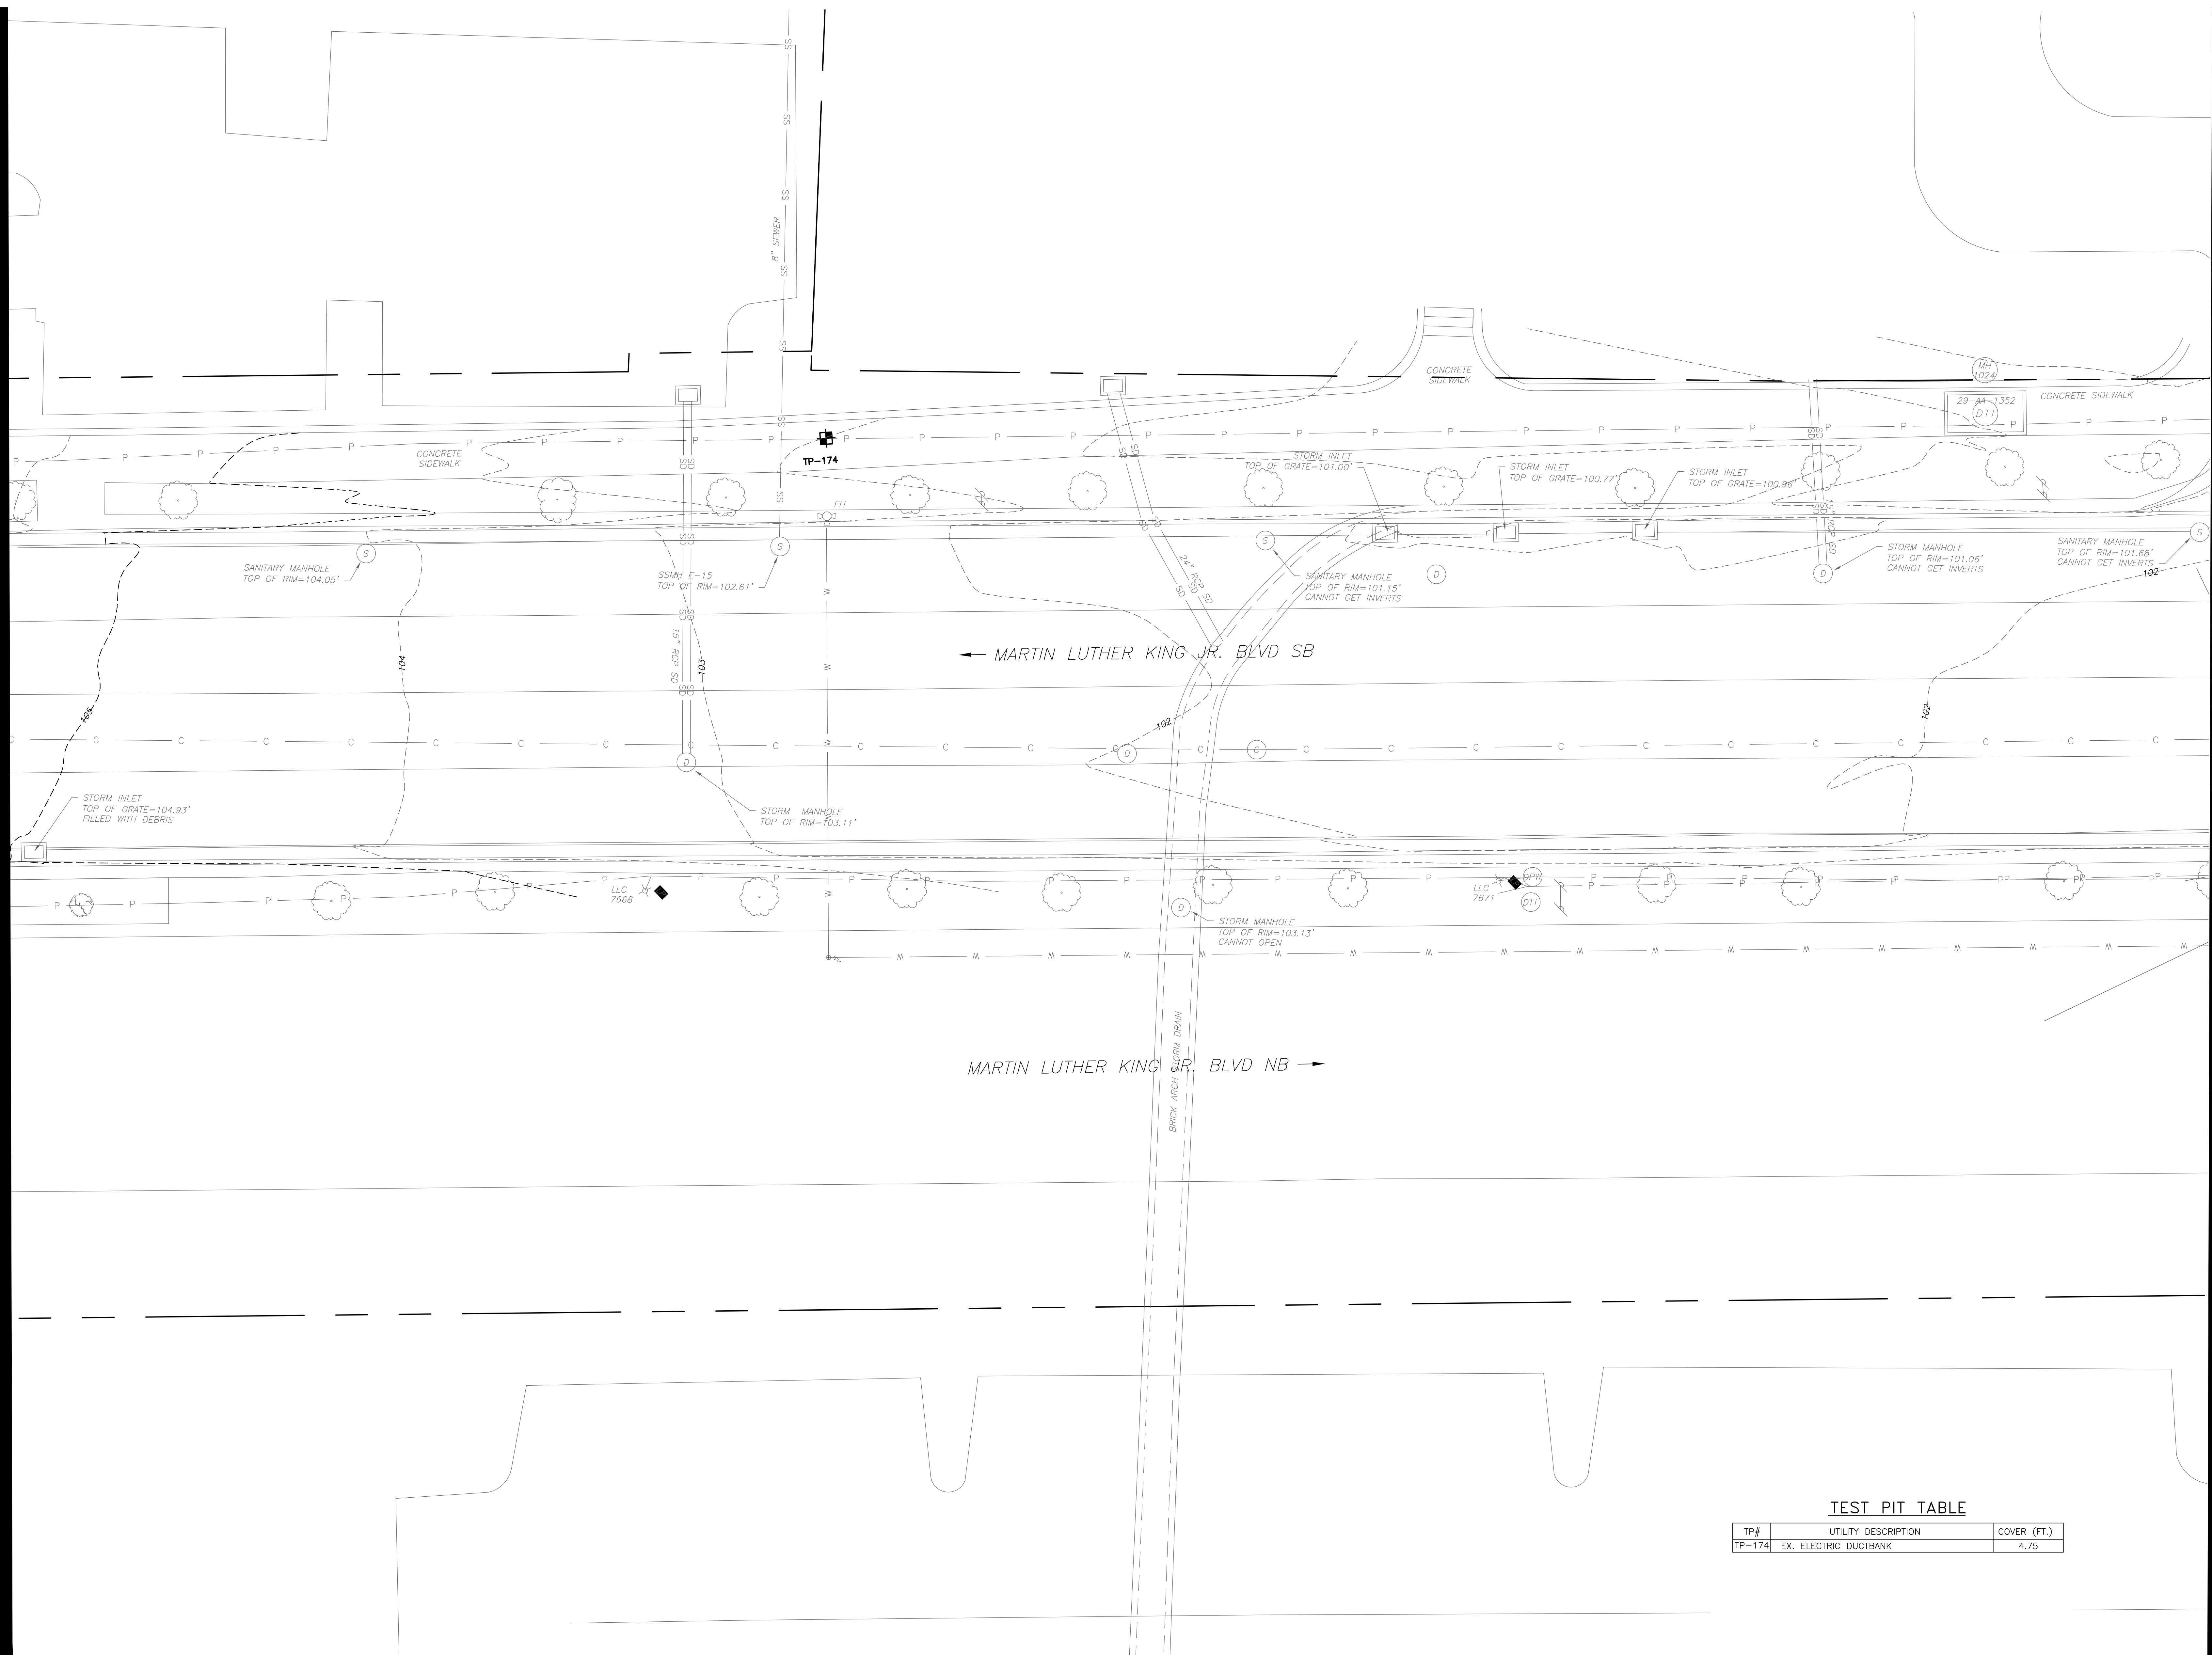 8" SEWER
CONCRETE
SIDEWALK
MH
1024
29-AA-1352
DTT
CONCRETE SIDEWALK
CONCRETE
SIDEWALK
TP-174
FH
STORM INLET
TOP OF GRATE=101.00'
STORM INLET
TOP OF GRATE=100.77'
STORM INLET
TOP OF GRATE=100.96'
SANITARY MANHOLE
TOP OF RIM=104.05'
SSMH E-15
TOP OF RIM=102.61'
SANITARY MANHOLE
TOP OF RIM=101.15'
CANNOT GET INVERTS
STORM MANHOLE
TOP OF RIM=101.06'
CANNOT GET INVERTS
SANITARY MANHOLE
TOP OF RIM=101.68'
CANNOT GET INVERTS
24" RCP SD
RCP SD
15" RCP SD
102
104
103
105
102
102
MARTIN LUTHER KING JR. BLVD SB
STORM INLET
TOP OF GRATE=104.93'
FILLED WITH DEBRIS
STORM MANHOLE
TOP OF RIM=103.11'
LLC
7668
LLC
7671
OPW
DTT
STORM MANHOLE
TOP OF RIM=103.13'
CANNOT OPEN
BRICK ARCH STORM DRAIN
MARTIN LUTHER KING JR. BLVD NB
TEST PIT TABLE
TP# UTILITY DESCRIPTION COVER (FT.)
TP-174 EX. ELECTRIC DUCTBANK 4.75